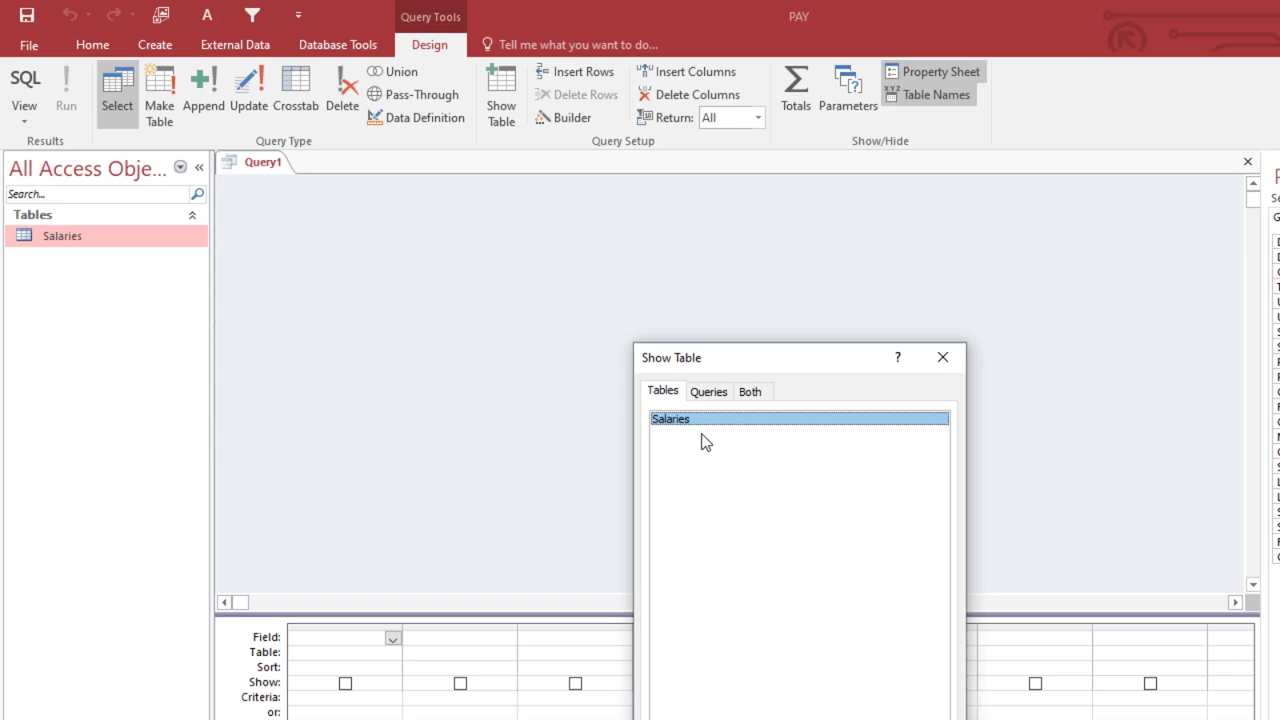 Query Tools
PAY
File Home Create External Data Database Tools Design Tell me what you want to do...
SQL
View
Run
Results
Select
Make Table
Append
Update
Crosstab
Delete
Union
Pass-Through
Data Definition
Query Type
Show Table
Insert Rows
Delete Rows
Builder
Insert Columns
Delete Columns
Return: All
Query Setup
Totals
Parameters
Property Sheet
XYZ Table Names
Show/Hide
All Access Obje...
Search...
Tables
Salaries
Query1
Show Table
Tables Queries Both
Salaries
Field:
Table:
Sort:
Show:
Criteria:
or: